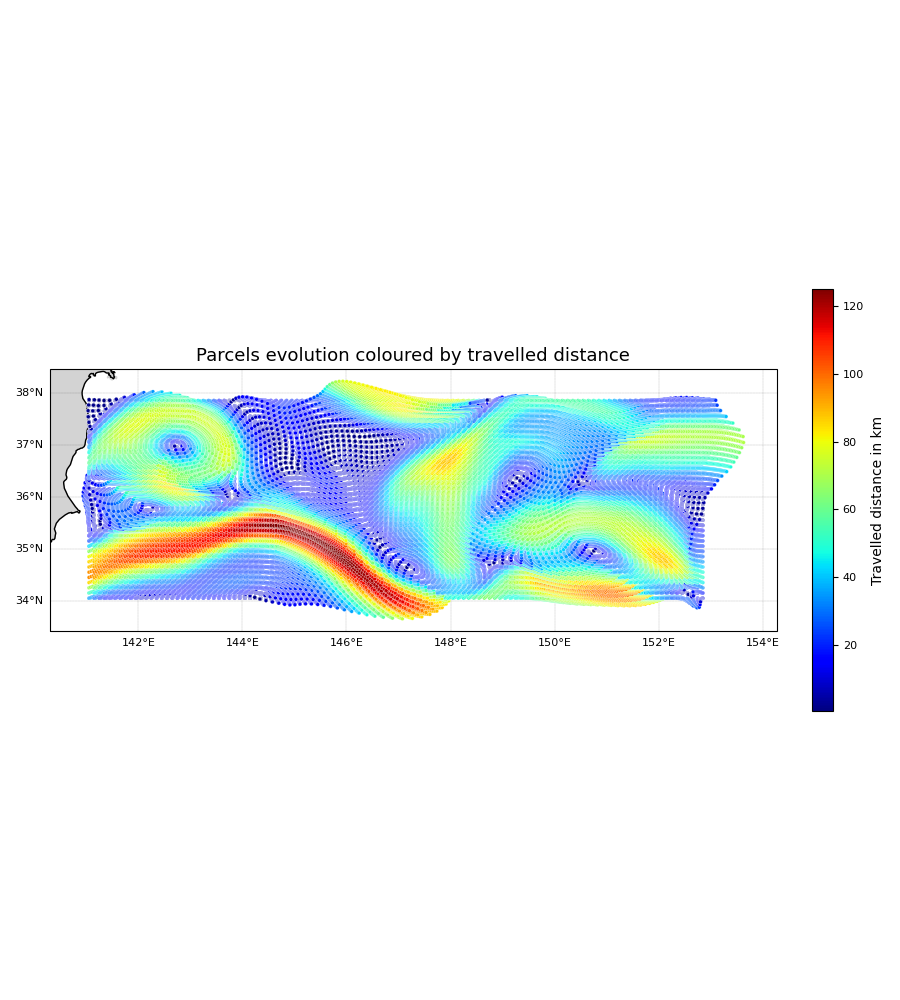 Parcels evolution coloured by travelled distance
38°N
37°N
36°N
35°N
34°N
142°E
144°E
146°E
148°E
150°E
152°E
154°E
120
100
80
60
40
20
Travelled distance in km